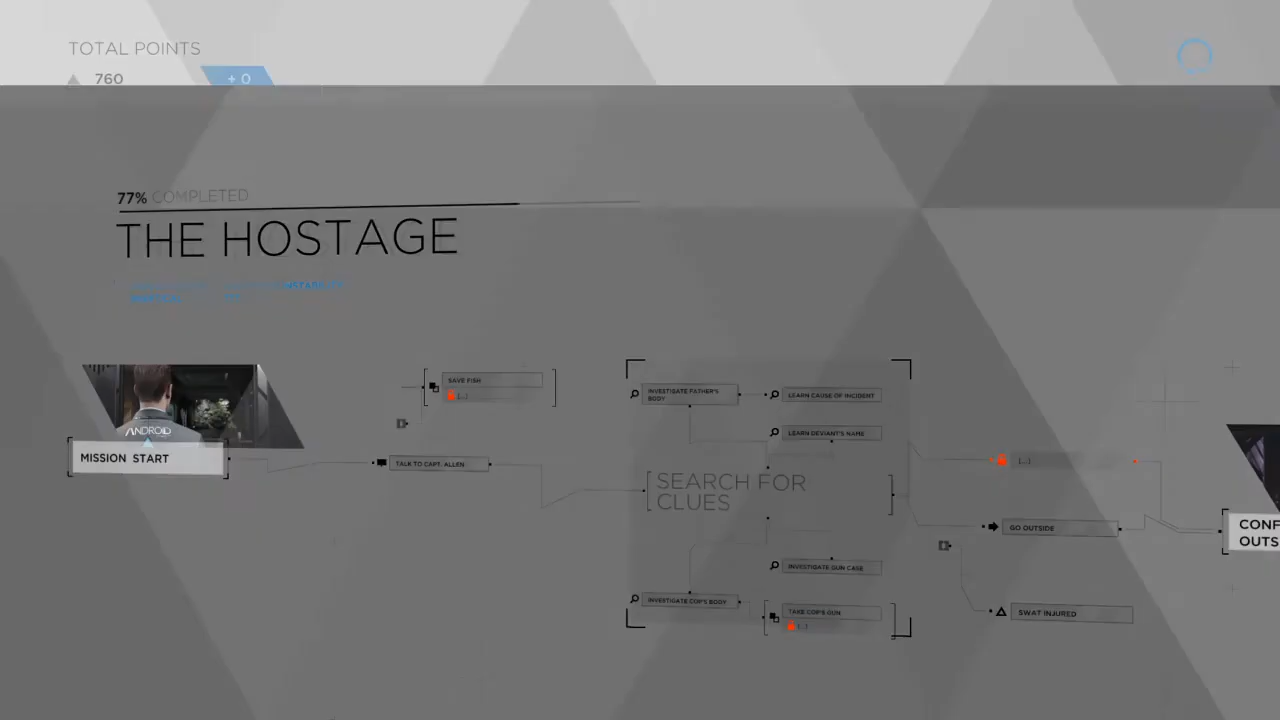 TOTAL POINTS
760
+ 0
77% COMPLETED
THE HOSTAGE
SAVE FISH
[...]
INVESTIGATE FATHER'S
BODY
LEARN CAUSE OF INCIDENT
LEARN DEVIANT'S NAME
ANDROID
MISSION START
TALK TO CAPT. ALLEN
SEARCH FOR
CLUES
[...]
GO OUTSIDE
CONF
OUTS
INVESTIGATE GUN CASE
INVESTIGATE COP'S BODY
TAKE COP'S GUN
[...]
SWAT INJURED